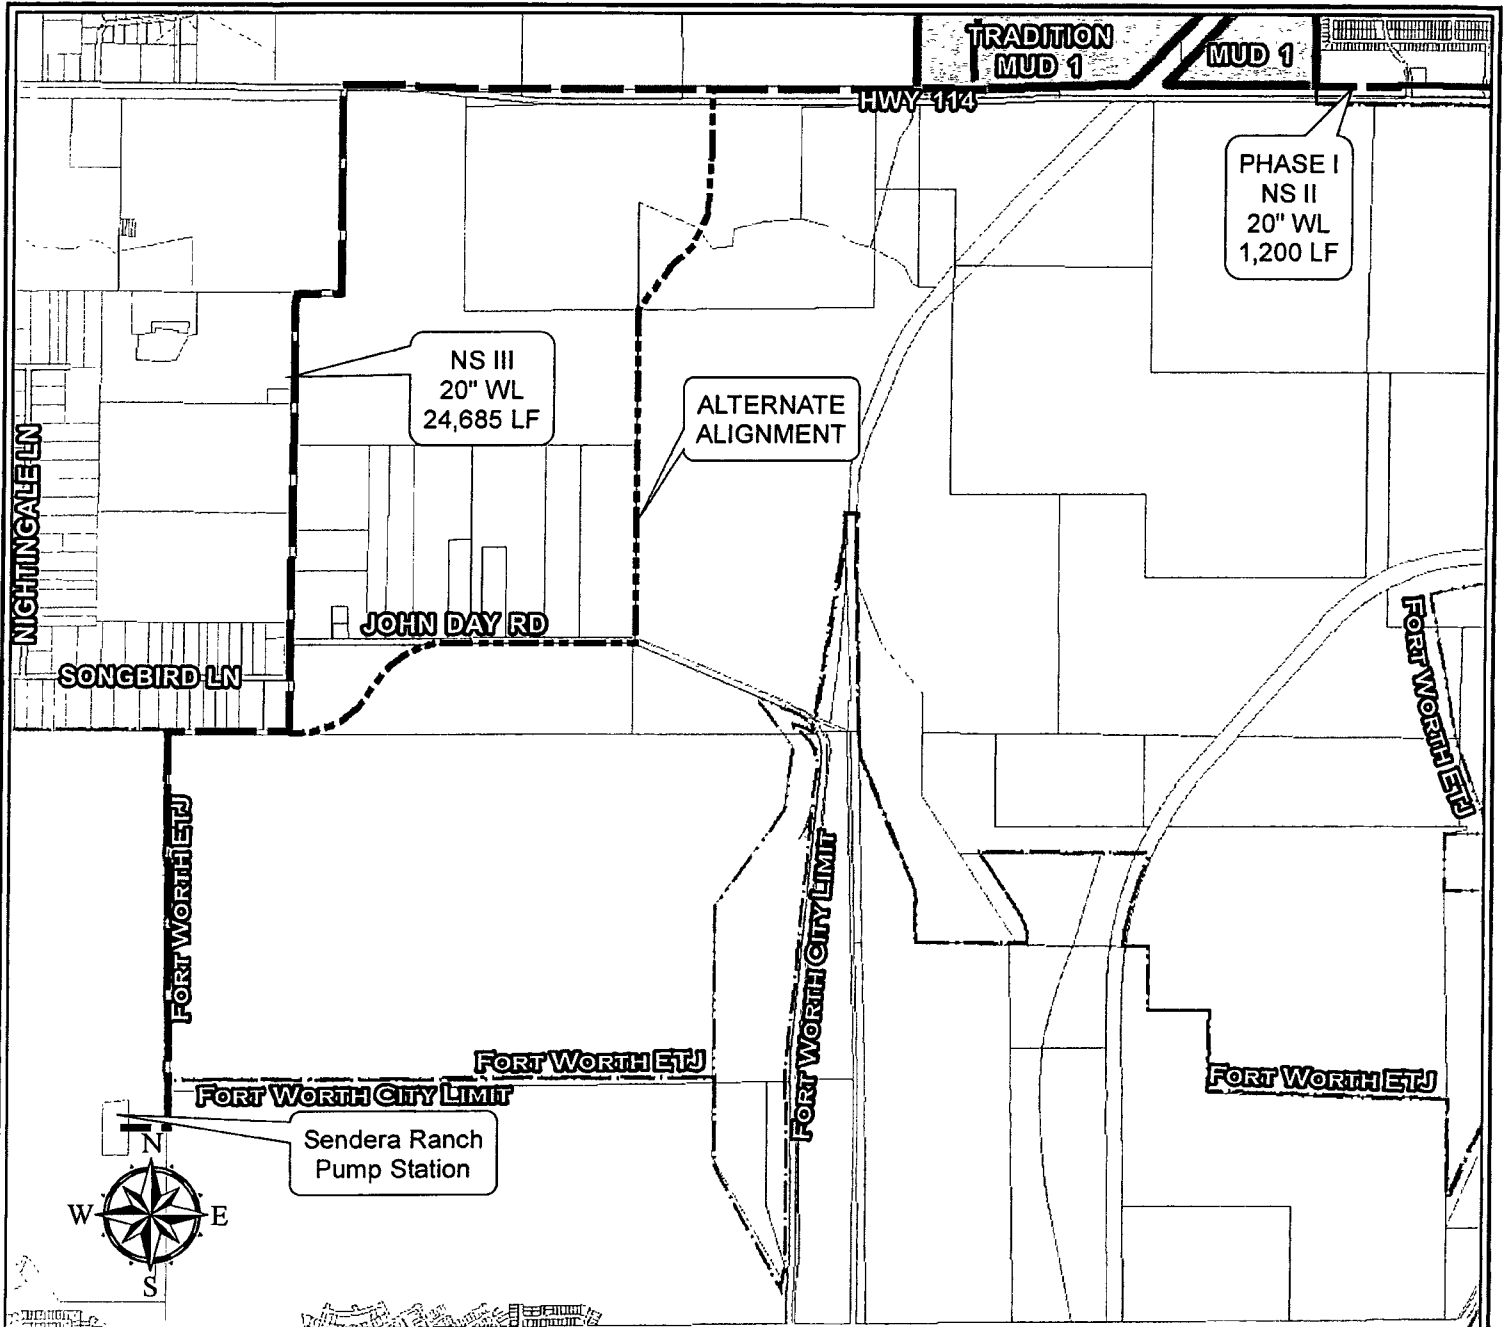 TRADITION
MUD 1
MUD 1
HWY 114
PHASE I
NS II
20" WL
1,200 LF
NS III
20" WL
24,685 LF
ALTERNATE
ALIGNMENT
NIGHTINGALE LN
JOHN DAY RD
SONGBIRD LN
FORT WORTH ETJ
FORT WORTH ETJ
FORT WORTH CITY LIMIT
FORT WORTH ETJ
FORT WORTH CITY LIMIT
FORT WORTH ETJ
Sendera Ranch
Pump Station
N
W
E
S